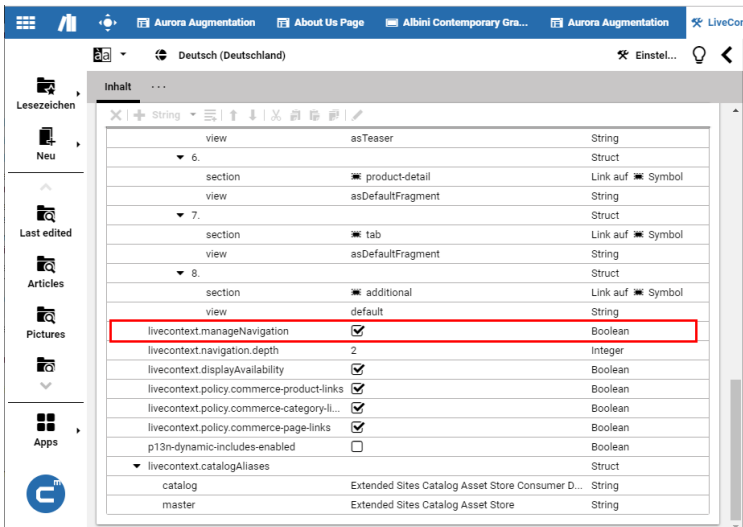 Aurora Augmentation About Us Page Albini Contemporary Gra... Aurora Augmentation LiveCon
āa Deutsch (Deutschland) Einstel...
Lesezeichen
Neu
Last edited
Articles
Pictures
Apps
Inhalt ...
String
view asTeaser String
6. Struct
section product-detail Link auf Symbol
view asDefaultFragment String
7. Struct
section tab Link auf Symbol
view asDefaultFragment String
8. Struct
section additional Link auf Symbol
view default String
livecontext.manageNavigation Boolean
livecontext.navigation.depth 2 Integer
livecontext.displayAvailability Boolean
livecontext.policy.commerce-product-links Boolean
livecontext.policy.commerce-category-li... Boolean
livecontext.policy.commerce-page-links Boolean
p13n-dynamic-includes-enabled Boolean
livecontext.catalogAliases Struct
catalog Extended Sites Catalog Asset Store Consumer D... String
master Extended Sites Catalog Asset Store String